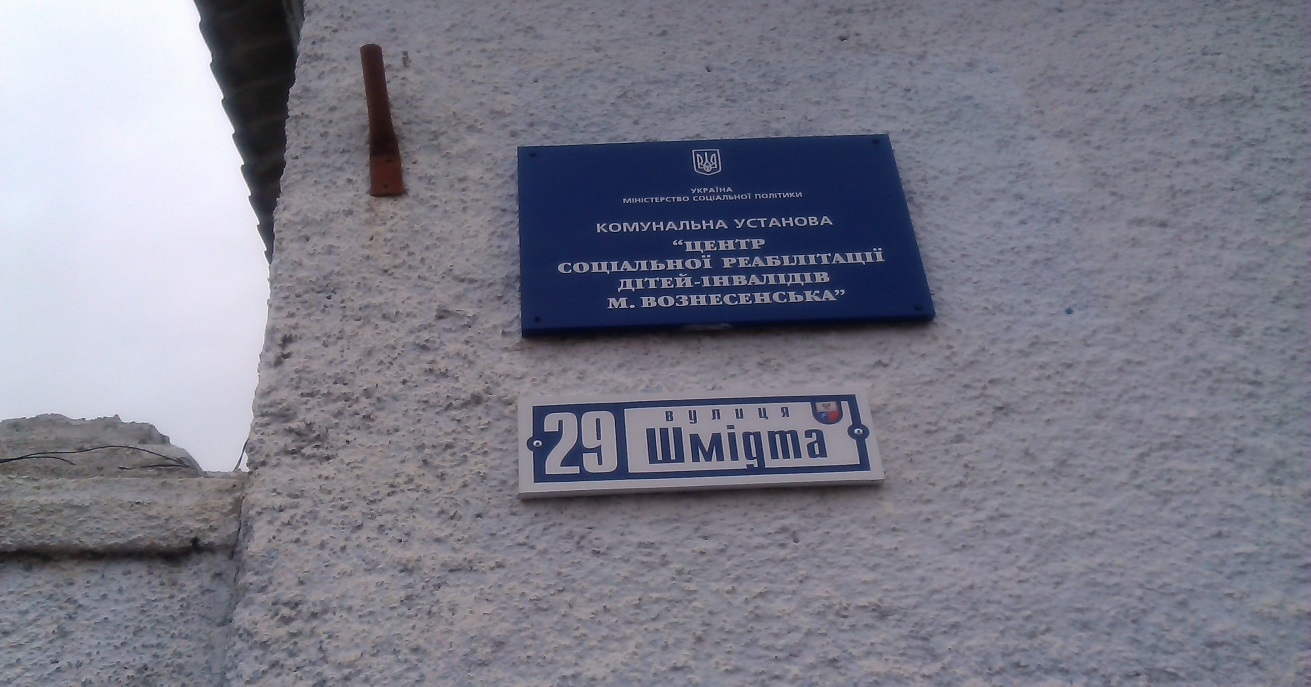 УКРАЇНА
МІНІСТЕРСТВО СОЦІАЛЬНОЇ ПОЛІТИКИ
КОМУНАЛЬНА УСТАНОВА
“ЦЕНТР
СОЦІАЛЬНОЇ РЕАБІЛІТАЦІЇ
ДІТЕЙ-ІНВАЛІДІВ
М. ВОЗНЕСЕНСЬКА”
29
вулиця
Шмідта